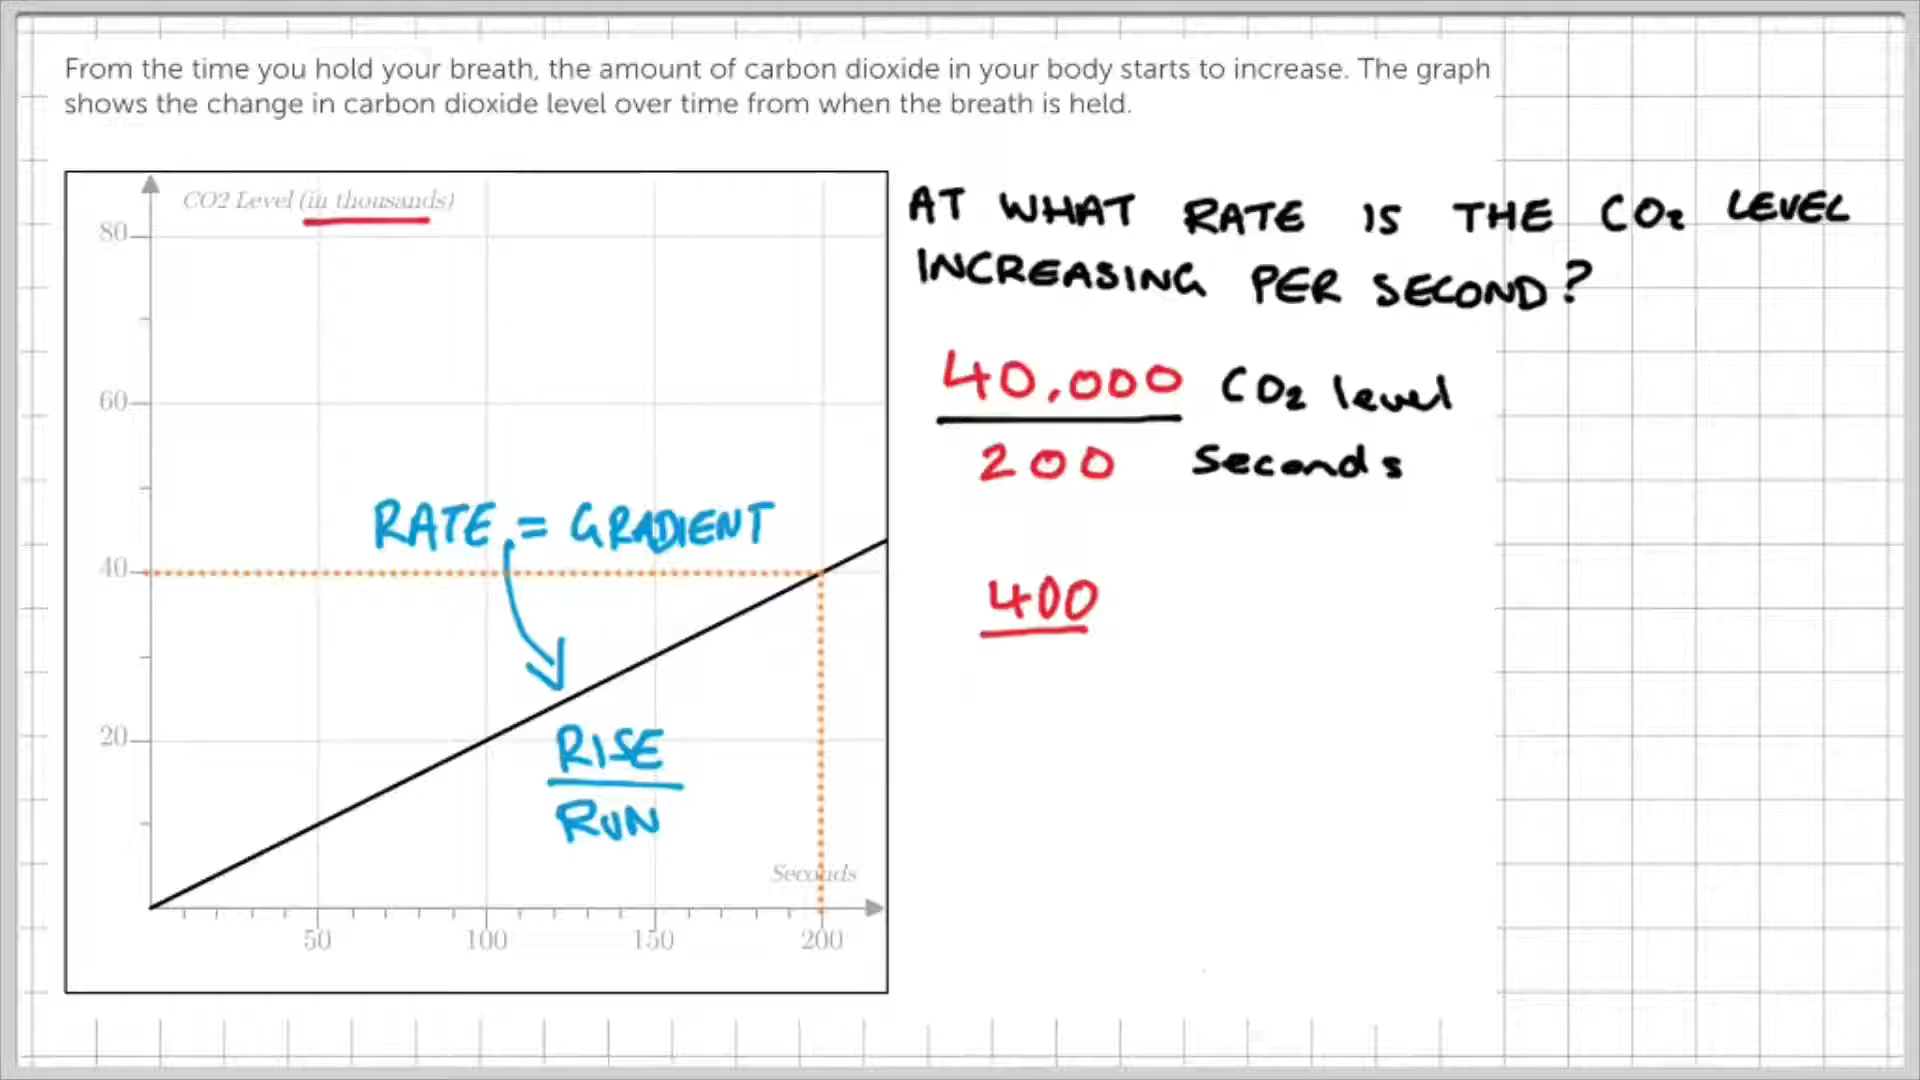 From the time you hold your breath, the amount of carbon dioxide in your body starts to increase. The graph
shows the change in carbon dioxide level over time from when the breath is held.
CO2 Level (in thousands)
80
60
40
20
RATE = GRADIENT
RISE
RUN
Seconds
50 100 150 200
AT WHAT RATE IS THE CO₂ LEVEL
INCREASING PER SECOND?
40,000 CO₂ level
200 Seconds
400